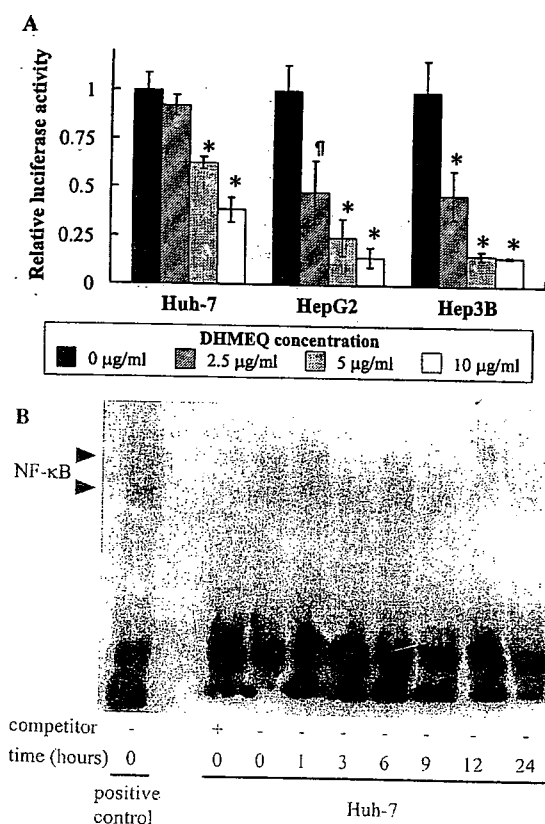 A
Relative luciferase activity
1
0.75
0.5
0.25
0
* * ¶ * * * * *
Huh-7 HepG2 Hep3B
DHMEQ concentration
0 µg/ml 2.5 µg/ml 5 µg/ml 10 µg/ml
B
NF-κB
competitor - + - - - - - - -
time (hours) 0 0 0 1 3 6 9 12 24
positive control Huh-7